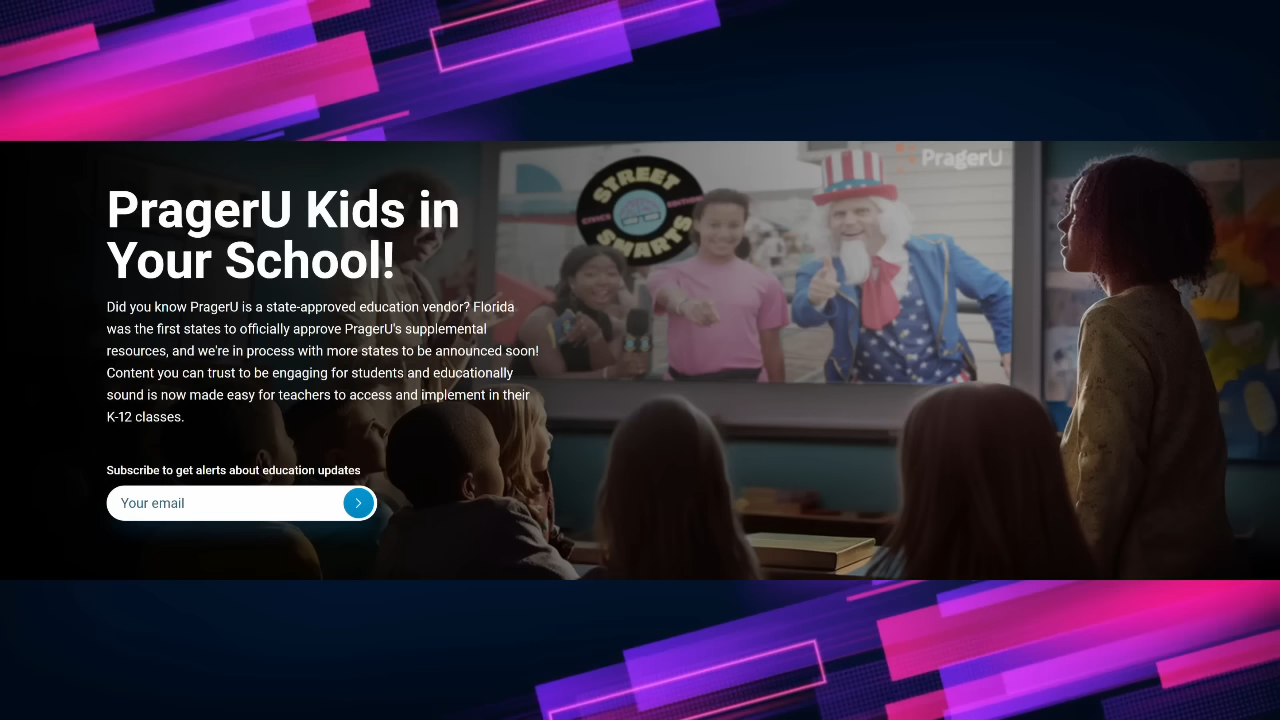 PragerU
STREET
CIVICS EDITION
SMARTS
PragerU Kids in
Your School!
Did you know PragerU is a state-approved education vendor? Florida
was the first states to officially approve PragerU's supplemental
resources, and we're in process with more states to be announced soon!
Content you can trust to be engaging for students and educationally
sound is now made easy for teachers to access and implement in their
K-12 classes.
Subscribe to get alerts about education updates
Your email